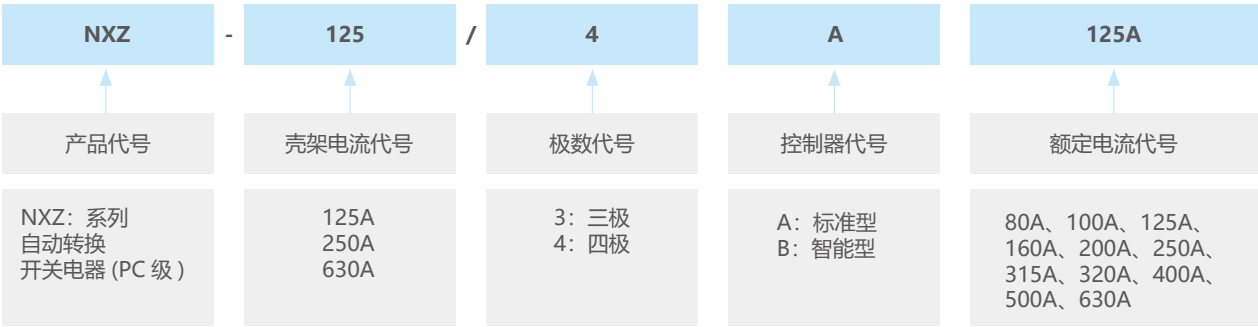 NXZ - 125 / 4 A 125A
产品代号 壳架电流代号 极数代号 控制器代号 额定电流代号
NXZ：系列
自动转换
开关电器 (PC 级 )
125A
250A
630A
3：三极
4：四极
A：标准型
B：智能型
80A、100A、125A、
160A、200A、250A、
315A、320A、400A、
500A、630A